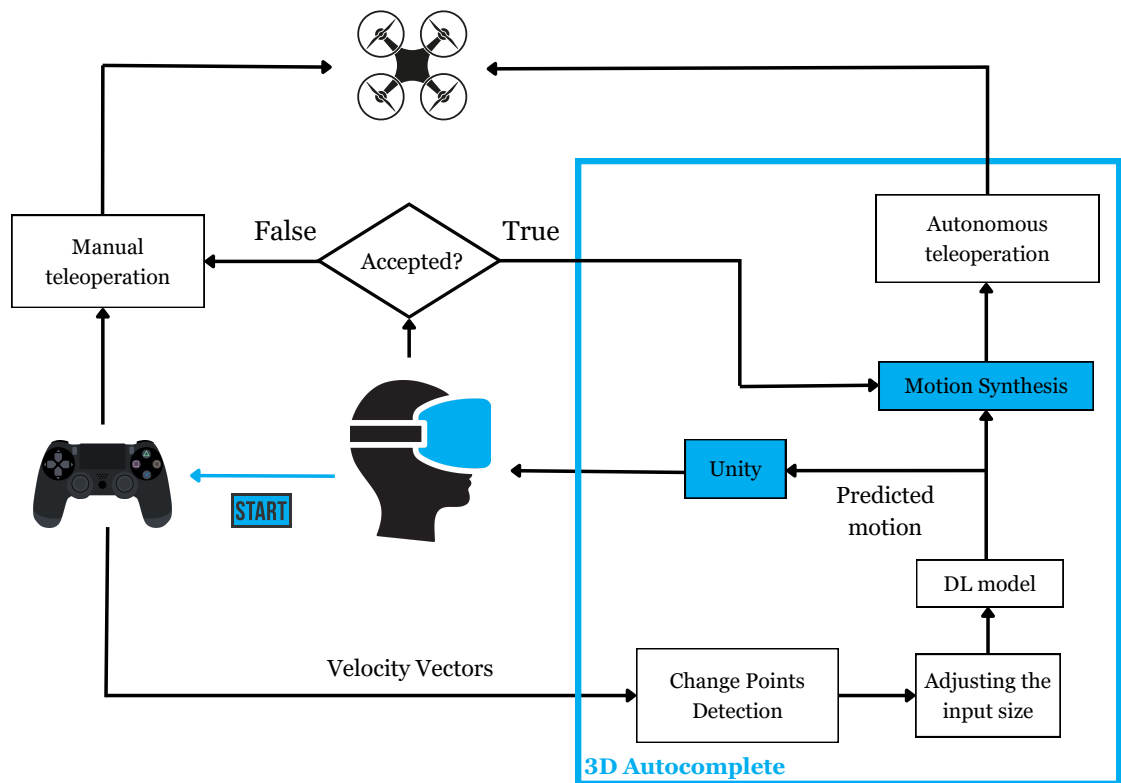 False
True
Manual
teleoperation
Accepted?
Autonomous
teleoperation
Motion Synthesis
Unity
START
Predicted
motion
DL model
Velocity Vectors
Change Points
Detection
Adjusting the
input size
3D Autocomplete